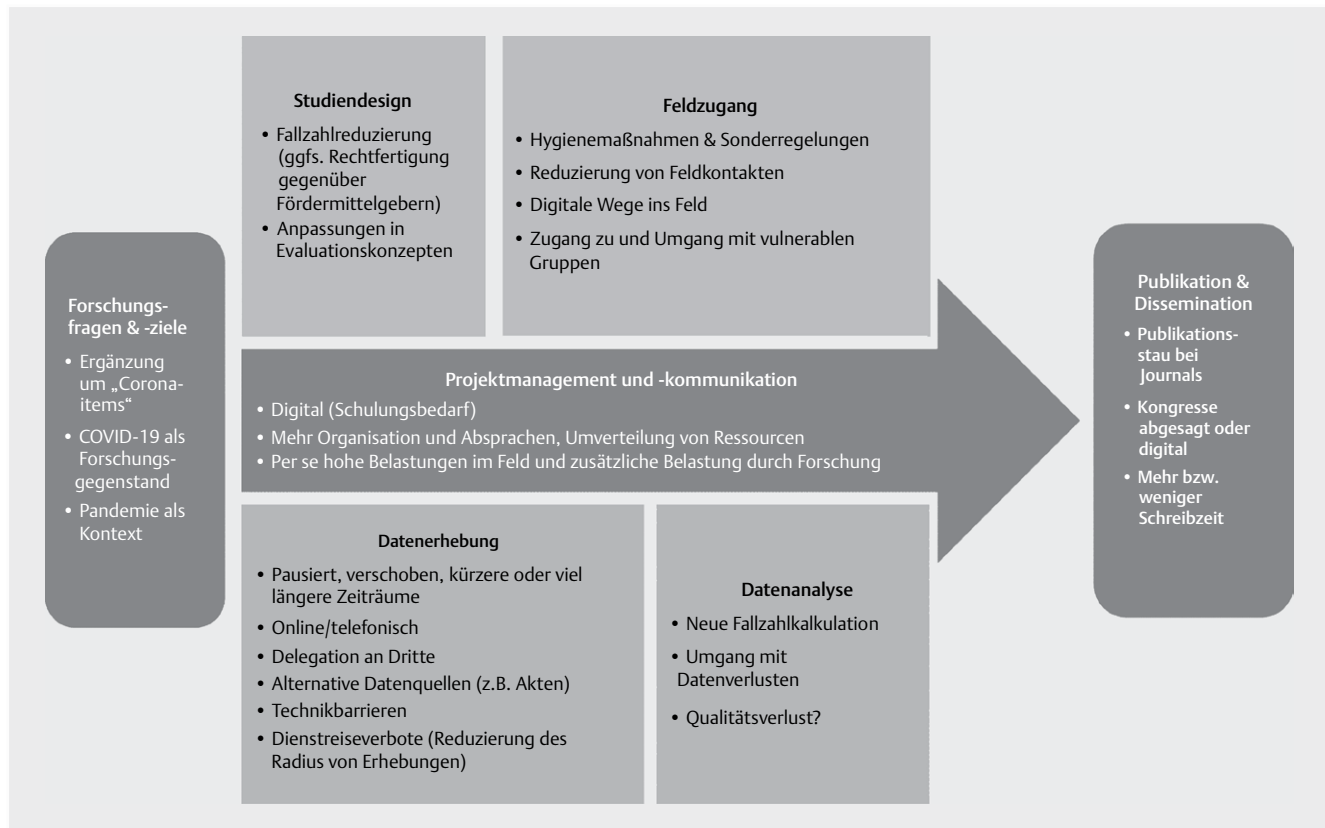 Forschungs-
fragen & -ziele
• Ergänzung
um „Corona-
items“
• COVID-19 als
Forschungs-
gegenstand
• Pandemie als
Kontext
Studiendesign
• Fallzahlreduzierung
(ggfs. Rechtfertigung
gegenüber
Fördermittelgebern)
• Anpassungen in
Evaluationskonzepten
Feldzugang
• Hygienemaßnahmen & Sonderregelungen
• Reduzierung von Feldkontakten
• Digitale Wege ins Feld
• Zugang zu und Umgang mit vulnerablen
Gruppen
Projektmanagement und -kommunikation
• Digital (Schulungsbedarf)
• Mehr Organisation und Absprachen, Umverteilung von Ressourcen
• Per se hohe Belastungen im Feld und zusätzliche Belastung durch Forschung
Datenerhebung
• Pausiert, verschoben, kürzere oder viel
längere Zeiträume
• Online/telefonisch
• Delegation an Dritte
• Alternative Datenquellen (z.B. Akten)
• Technikbarrieren
• Dienstreiseverbote (Reduzierung des
Radius von Erhebungen)
Datenanalyse
• Neue Fallzahlkalkulation
• Umgang mit
Datenverlusten
• Qualitätsverlust?
Publikation &
Dissemination
• Publikations-
stau bei
Journals
• Kongresse
abgesagt oder
digital
• Mehr bzw.
weniger
Schreibzeit